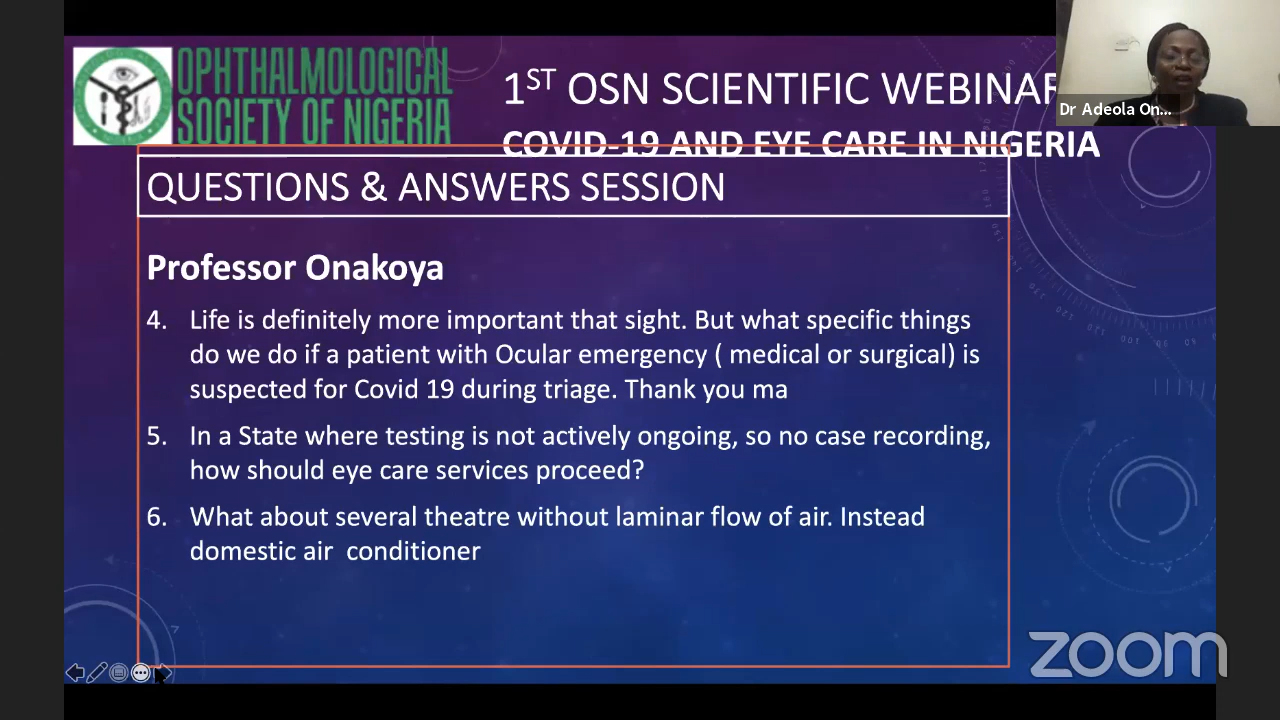 OPHTHALMOLOGICAL
SOCIETY OF NIGERIA
1ST OSN SCIENTIFIC WEBINAR
COVID-19 AND EYE CARE IN NIGERIA
Dr Adeola On...
QUESTIONS & ANSWERS SESSION
Professor Onakoya
4. Life is definitely more important that sight. But what specific things
do we do if a patient with Ocular emergency ( medical or surgical) is
suspected for Covid 19 during triage. Thank you ma
5. In a State where testing is not actively ongoing, so no case recording,
how should eye care services proceed?
6. What about several theatre without laminar flow of air. Instead
domestic air conditioner
zoom